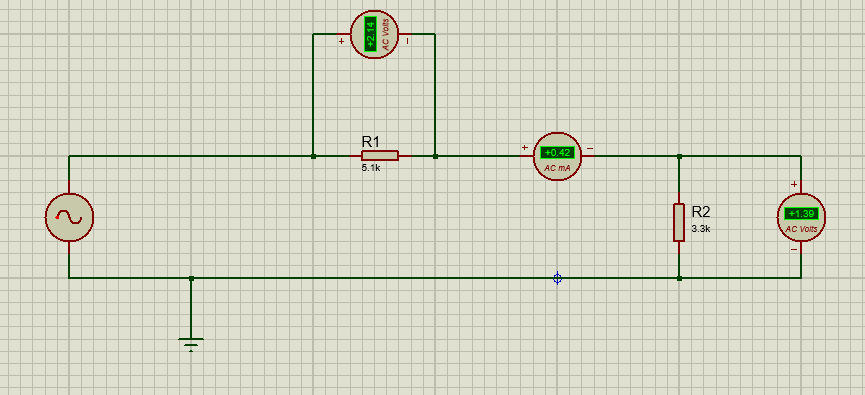 +2.14
AC Volts
+
R1
5.1k
+
+0.42
AC mA
R2
3.3k
+
+1.39
AC Volts